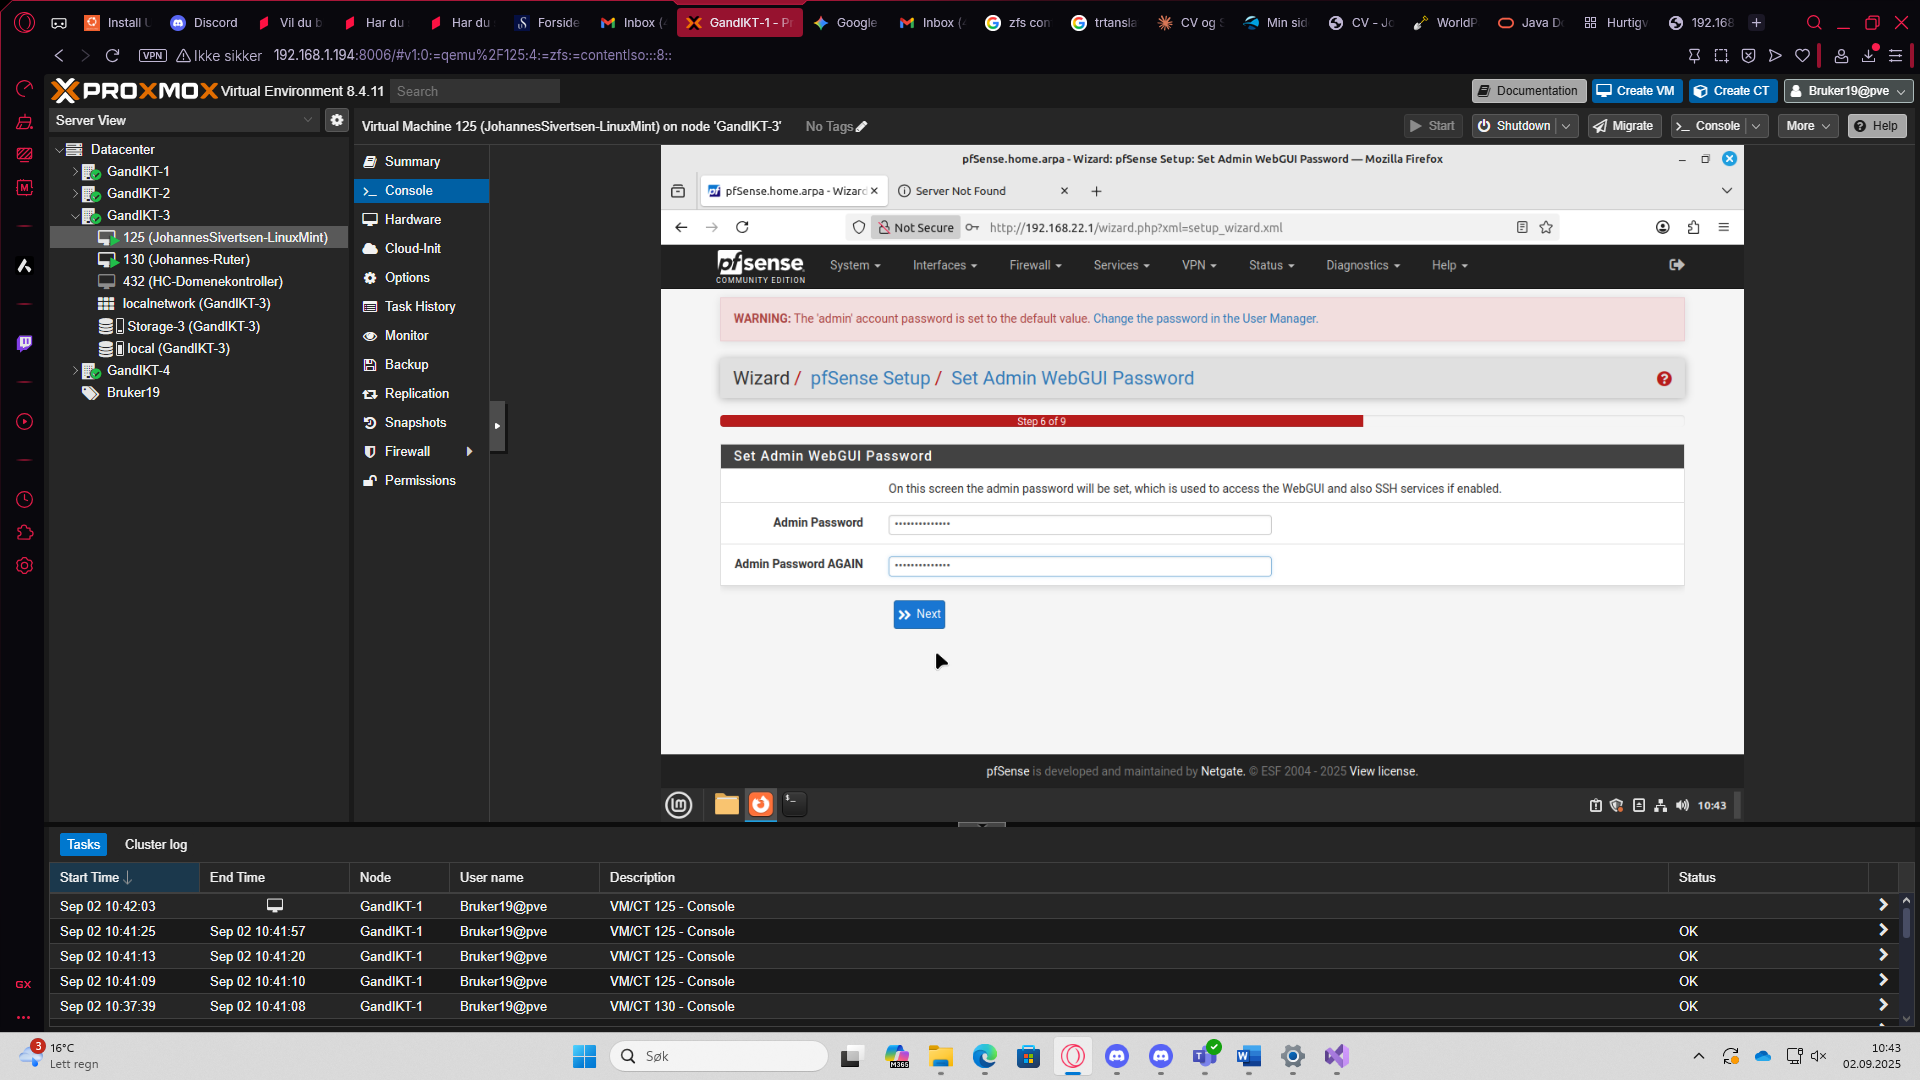 Install
Discord
Vil du b
Har du
Har du
Forside
Inbox (
GandIKT-1 - Pr
Google
Inbox (
zfs con
trtansla
CV og
Min sid
CV - Jo
WorldP
Java D
Hurtigv
192.168
VPN
Ikke sikker
192.168.1.194:8006/#v1:0:=qemu%2F125:4:=zfs:=contentIso:::8::
PROXMOX
Virtual Environment 8.4.11
Search
Documentation
Create VM
Create CT
Bruker19@pve
Server View
Virtual Machine 125 (JohannesSivertsen-LinuxMint) on node 'GandIKT-3'
No Tags
Start
Shutdown
Migrate
Console
More
Help
Datacenter
GandIKT-1
GandIKT-2
GandIKT-3
125 (JohannesSivertsen-LinuxMint)
130 (Johannes-Ruter)
432 (HC-Domenekontroller)
localnetwork (GandIKT-3)
Storage-3 (GandIKT-3)
local (GandIKT-3)
GandIKT-4
Bruker19
Summary
Console
Hardware
Cloud-Init
Options
Task History
Monitor
Backup
Replication
Snapshots
Firewall
Permissions
pfSense.home.arpa - Wizard: pfSense Setup: Set Admin WebGUI Password — Mozilla Firefox
pfSense.home.arpa - Wizard
Server Not Found
Not Secure
http://192.168.22.1/wizard.php?xml=setup_wizard.xml
pfsense
COMMUNITY EDITION
System
Interfaces
Firewall
Services
VPN
Status
Diagnostics
Help
WARNING: The 'admin' account password is set to the default value. Change the password in the User Manager.
Wizard / pfSense Setup / Set Admin WebGUI Password
Step 6 of 9
Set Admin WebGUI Password
On this screen the admin password will be set, which is used to access the WebGUI and also SSH services if enabled.
Admin Password
••••••••••••••
Admin Password AGAIN
••••••••••••••
Next
pfSense is developed and maintained by Netgate. © ESF 2004 - 2025 View license.
10:43
Tasks
Cluster log
Start Time
End Time
Node
User name
Description
Status
Sep 02 10:42:03 GandIKT-1 Bruker19@pve VM/CT 125 - Console
Sep 02 10:41:25 Sep 02 10:41:57 GandIKT-1 Bruker19@pve VM/CT 125 - Console OK
Sep 02 10:41:13 Sep 02 10:41:20 GandIKT-1 Bruker19@pve VM/CT 125 - Console OK
Sep 02 10:41:09 Sep 02 10:41:10 GandIKT-1 Bruker19@pve VM/CT 125 - Console OK
Sep 02 10:37:39 Sep 02 10:41:08 GandIKT-1 Bruker19@pve VM/CT 130 - Console OK
GX
3
16°C
Lett regn
Søk
M365
10:43
02.09.2025